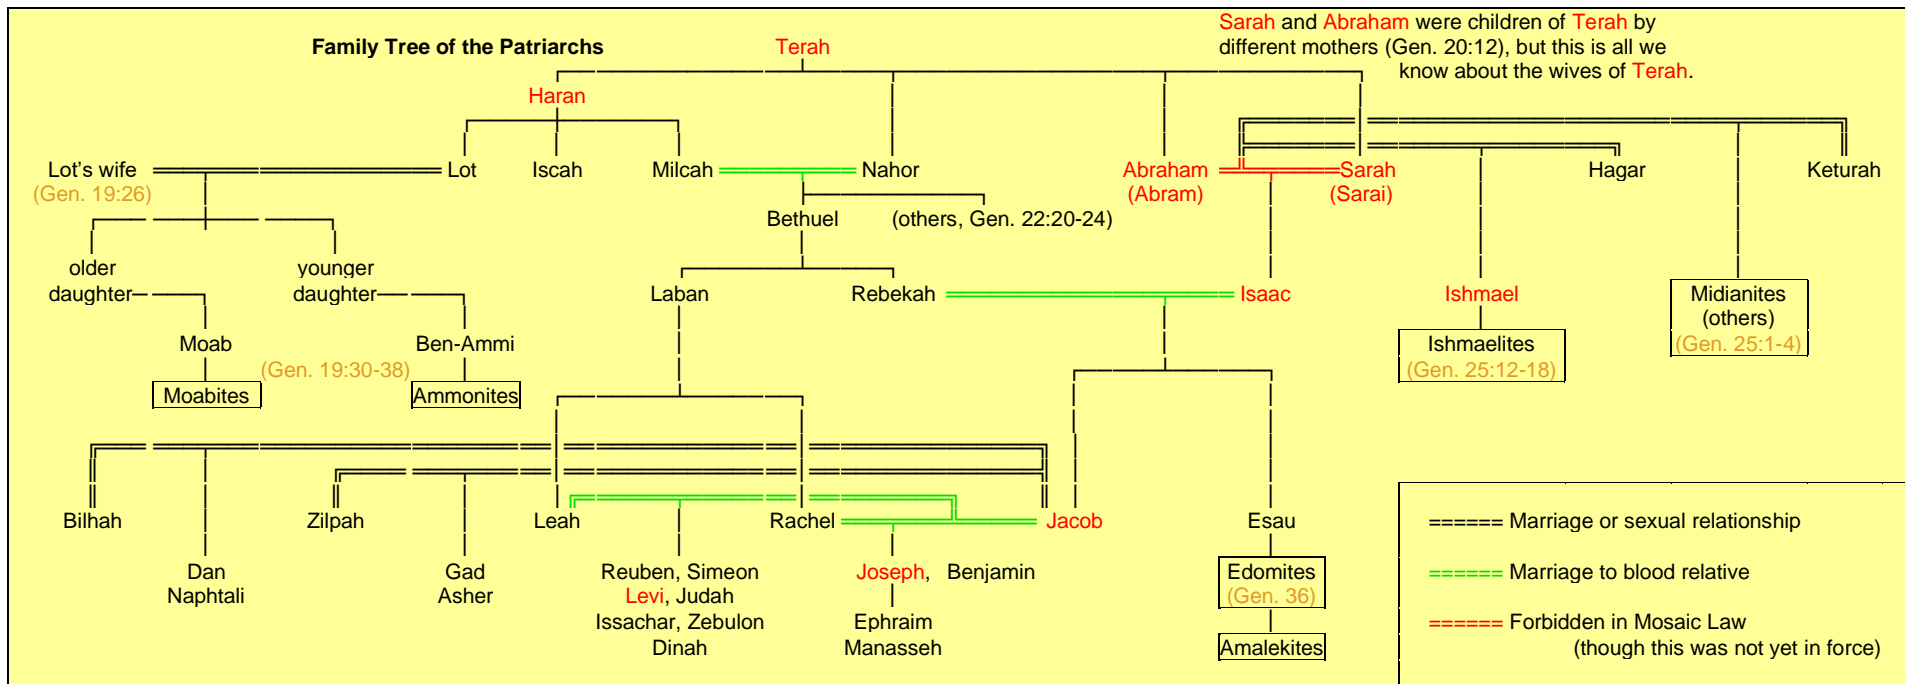 Sarah and Abraham were children of Terah by
Family Tree of the Patriarchs
Terah
different mothers (Gen. 20:12), but this is all we
know about the wives of Terah.
Haran
Lot's wife
Lot
Iscah
Milcah
Nahor
Abraham
Sarah
Hagar
Keturah
(Gen. 19:26)
(Abram)
(Sarai)
Bethuel
(others, Gen. 22:20-24)
older
younger
daughter
daughter
Laban
Rebekah
Isaac
Ishmael
Midianites
(others)
Moab
Ben-Ammi
Ishmaelites
(Gen. 25:1-4)
(Gen. 19:30-38)
(Gen. 25:12-18)
Moabites
Ammonites
Bilhah
Zilpah
Leah
Rachel
Jacob
Esau
====== Marriage or sexual relationship
Dan
Gad
Reuben, Simeon
Joseph,
Benjamin
Edomites
====== Marriage to blood relative
Naphtali
Asher
Levi, Judah
(Gen. 36)
Issachar, Zebulon
Ephraim
====== Forbidden in Mosaic Law
Dinah
Manasseh
Amalekites
(though this was not yet in force)